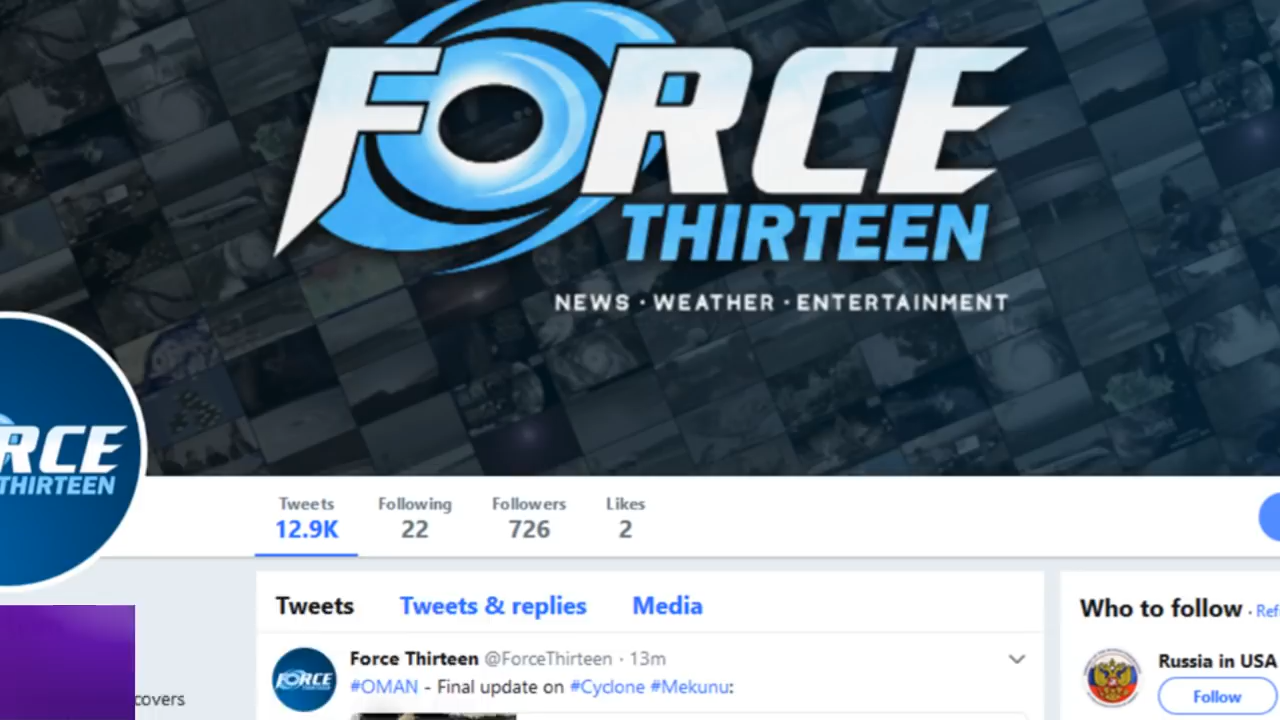 FORCE
THIRTEEN
NEWS · WEATHER · ENTERTAINMENT
RCE
THIRTEEN
Tweets Following Followers Likes
12.9K 22 726 2
Tweets Tweets & replies Media
Who to follow ·
Force Thirteen @ForceThirteen · 13m
FORCE
THIRTEEN
#OMAN - Final update on #Cyclone #Mekunu:
Russia in USA
Follow
covers